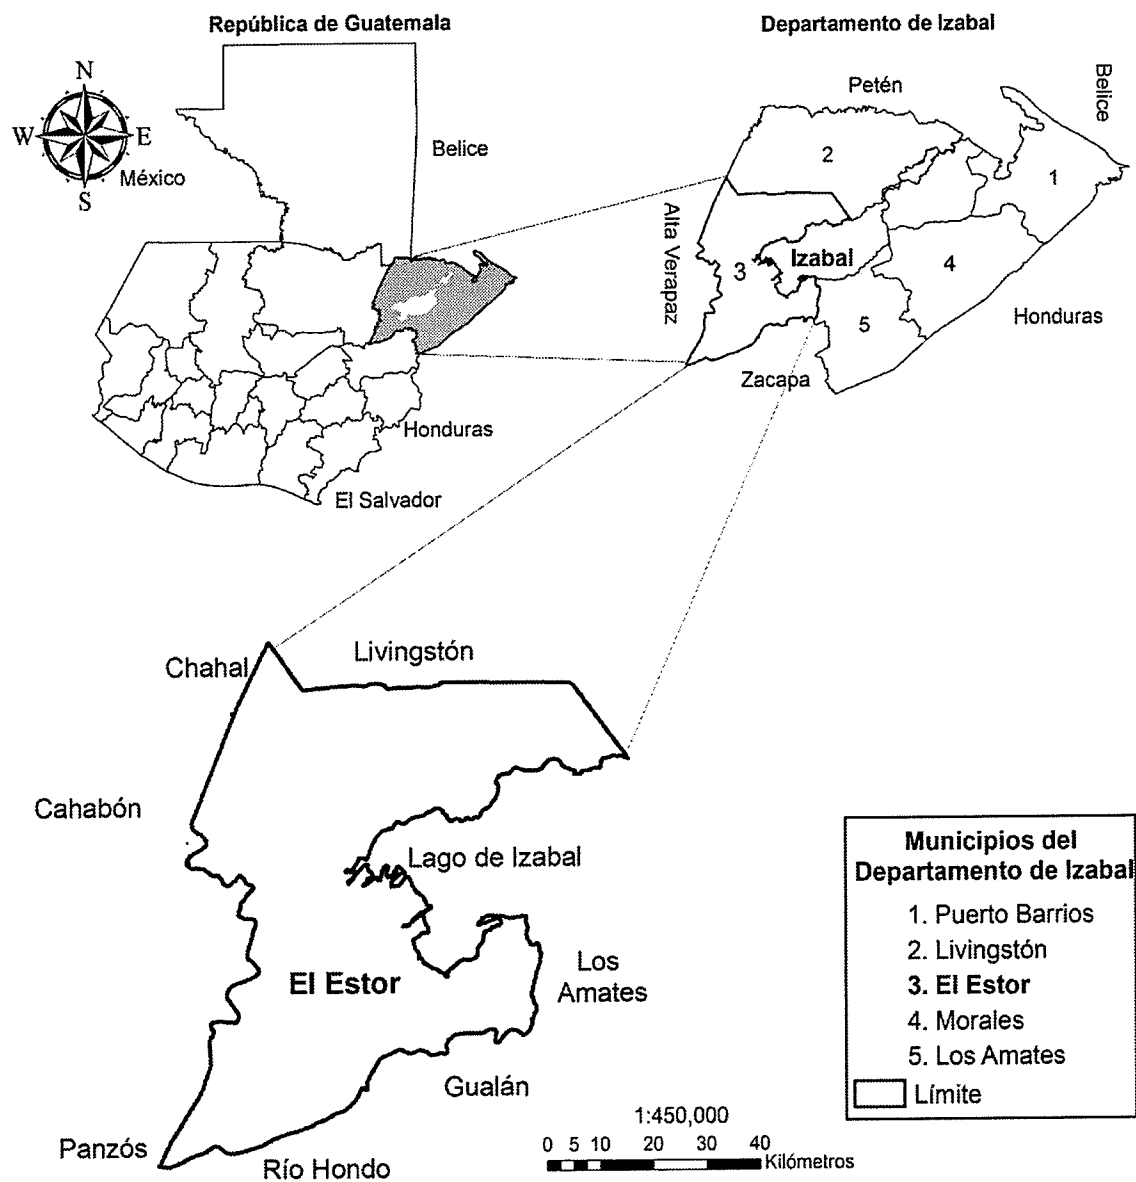 República de Guatemala
N
W
E
S
México
Belice
Honduras
El Salvador
Departamento de Izabal
Petén
Belice
2
1
Alta Verapaz
3
Izabal
4
5
Honduras
Zacapa
Chahal
Livingstón
Cahabón
Lago de Izabal
El Estor
Los
Amates
Gualán
Panzós
Río Hondo
1:450,000
0 5 10 20 30 40
Kilómetros
Municipios del
Departamento de Izabal
1. Puerto Barrios
2. Livingstón
3. El Estor
4. Morales
5. Los Amates
Límite